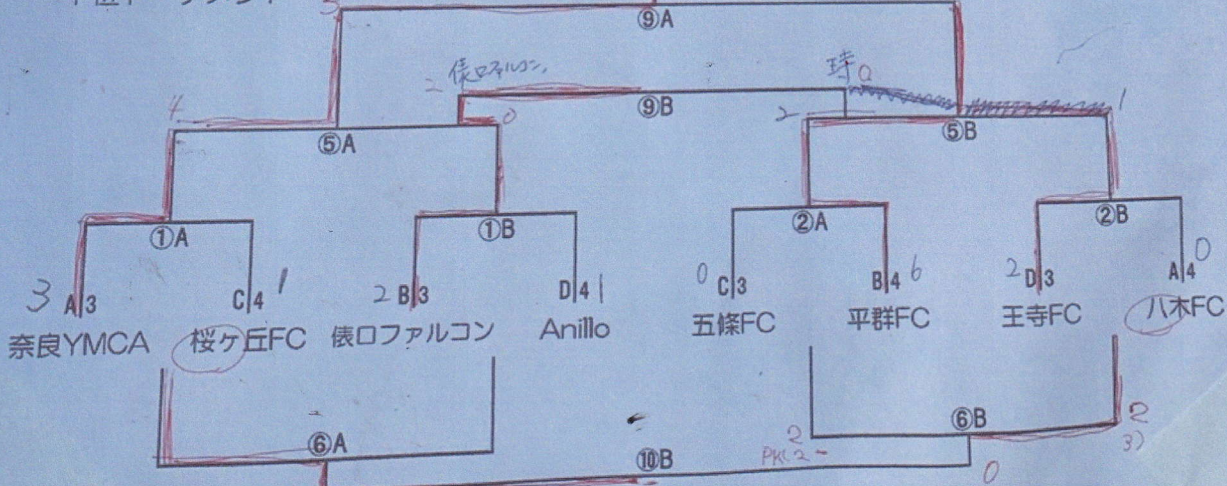 ⑨A
俵口ファルコン
2
0
⑨B
4
0
⑤A
2
⑤B
1
①A
①B
②A
②B
3 A|3 C|4 1 2 B|3 D|4 1 0 C|3 B|4 6 2 D|3 A|4 0
奈良YMCA 桜ヶ丘FC 俵口ファルコン Anillo 五條FC 平群FC 王寺FC 八木FC
⑥A
2 ⑥B 2
PK(2 - 3)
⑩B
0